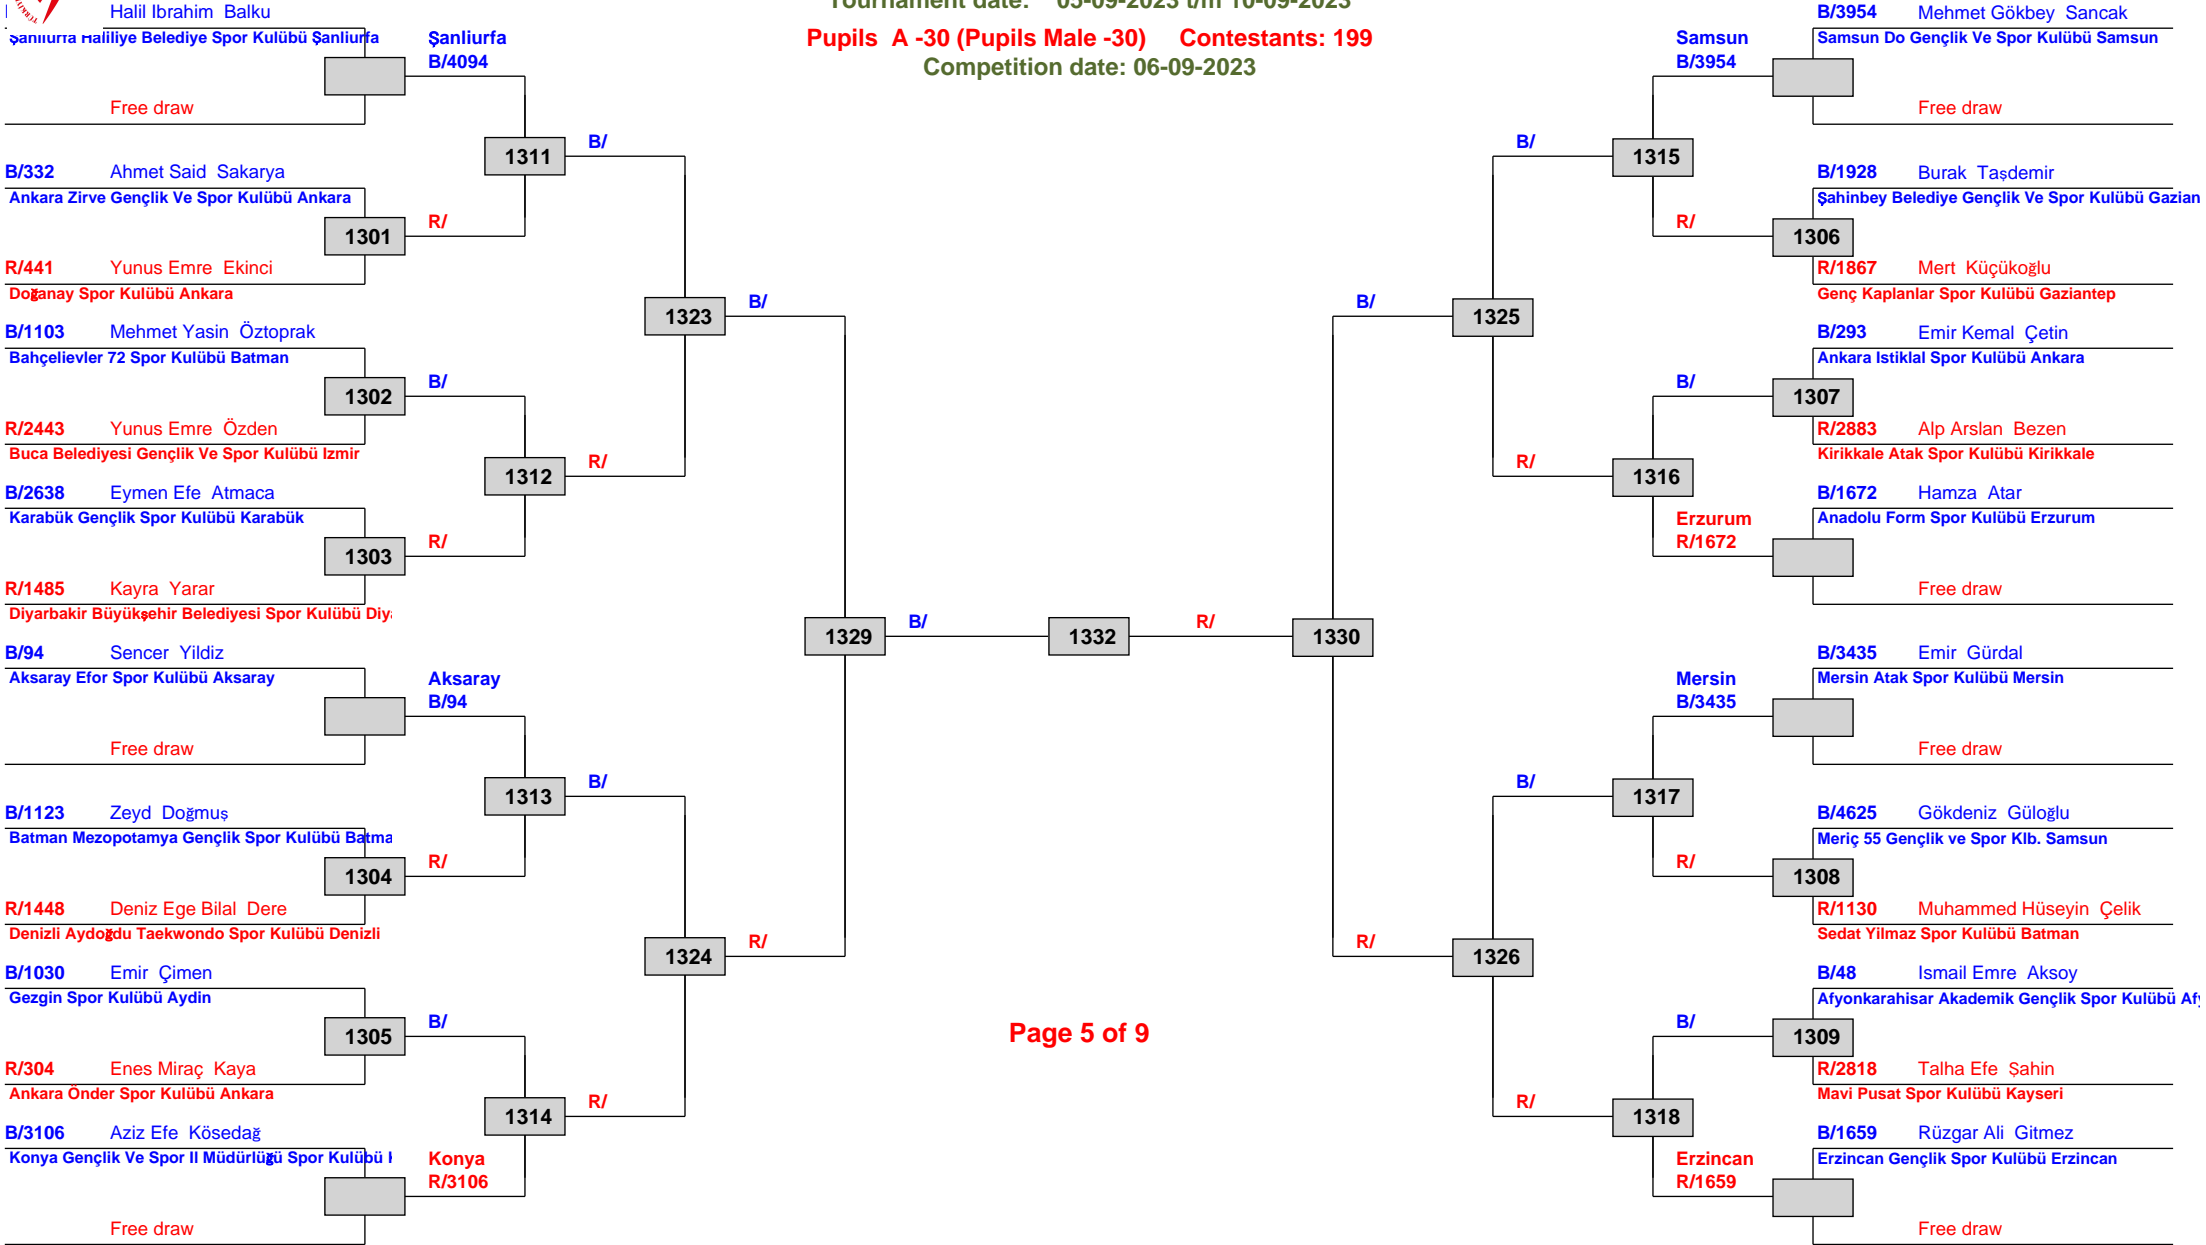 Tournament date: 05-09-2023 t/m 10-09-2023
Pupils A -30 (Pupils Male -30) Contestants: 199
Competition date: 06-09-2023
Halil Ibrahim Balku
Şanliurfa Haliliye Belediye Spor Kulübü Şanliurfa
Free draw
Şanliurfa
B/4094
B/332 Ahmet Said Sakarya
Ankara Zirve Gençlik Ve Spor Kulübü Ankara
1301
R/441 Yunus Emre Ekinci
Doğanay Spor Kulübü Ankara
R/
1311
B/
B/1103 Mehmet Yasin Öztoprak
Bahçelievler 72 Spor Kulübü Batman
1302
R/2443 Yunus Emre Özden
Buca Belediyesi Gençlik Ve Spor Kulübü Izmir
B/
B/2638 Eymen Efe Atmaca
Karabük Gençlik Spor Kulübü Karabük
1303
R/1485 Kayra Yarar
Diyarbakir Büyükşehir Belediyesi Spor Kulübü
R/
1312
R/
1323
B/
B/94 Sencer Yildiz
Aksaray Efor Spor Kulübü Aksaray
Free draw
Aksaray
B/94
B/1123 Zeyd Doğmuş
Batman Mezopotamya Gençlik Spor Kulübü Batma
1304
R/1448 Deniz Ege Bilal Dere
Denizli Aydoğdu Taekwondo Spor Kulübü Denizli
R/
1313
B/
B/1030 Emir Çimen
Gezgin Spor Kulübü Aydin
1305
R/304 Enes Miraç Kaya
Ankara Önder Spor Kulübü Ankara
B/
B/3106 Aziz Efe Kösedağ
Konya Gençlik Ve Spor Il Müdürlüğü Spor Kulübü
Free draw
Konya
R/3106
1314
R/
1324
R/
1329
B/
1332
R/
1330
B/
1325
B/
1315
Samsun
B/3954
B/3954 Mehmet Gökbey Sancak
Samsun Do Gençlik Ve Spor Kulübü Samsun
Free draw
R/
B/1928 Burak Taşdemir
Şahinbey Belediye Gençlik Ve Spor Kulübü Gazian
1306
R/1867 Mert Küçükoğlu
Genç Kaplanlar Spor Kulübü Gaziantep
R/
1316
B/
B/293 Emir Kemal Çetin
Ankara Istiklal Spor Kulübü Ankara
1307
R/2883 Alp Arslan Bezen
Kirikkale Atak Spor Kulübü Kirikkale
Erzurum
R/1672
B/1672 Hamza Atar
Anadolu Form Spor Kulübü Erzurum
Free draw
R/
1326
B/
1317
Mersin
B/3435
B/3435 Emir Gürdal
Mersin Atak Spor Kulübü Mersin
Free draw
R/
B/4625 Gökdeniz Güloğlu
Meriç 55 Gençlik ve Spor Klb. Samsun
1308
R/1130 Muhammed Hüseyin Çelik
Sedat Yilmaz Spor Kulübü Batman
R/
1318
B/
B/48 Ismail Emre Aksoy
Afyonkarahisar Akademik Gençlik Spor Kulübü
1309
R/2818 Talha Efe Şahin
Mavi Pusat Spor Kulübü Kayseri
Erzincan
R/1659
B/1659 Rüzgar Ali Gitmez
Erzincan Gençlik Spor Kulübü Erzincan
Free draw
Page 5 of 9